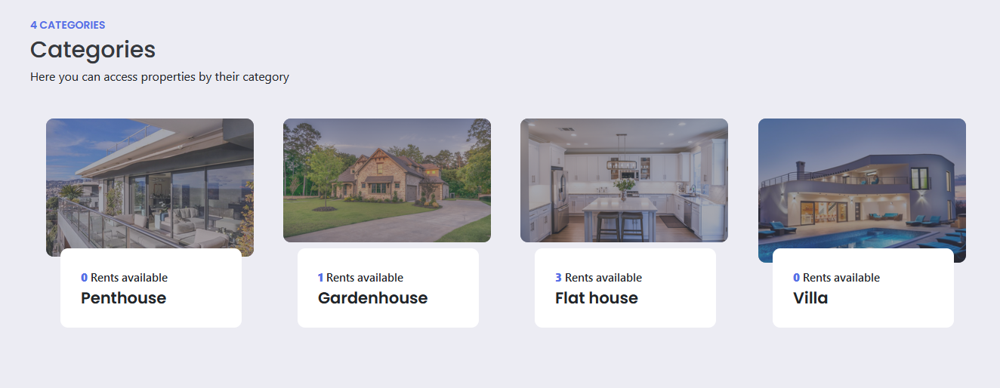 4 CATEGORIES
Categories
Here you can access properties by their category
0 Rents available
Penthouse
1 Rents available
Gardenhouse
3 Rents available
Flat house
0 Rents available
Villa